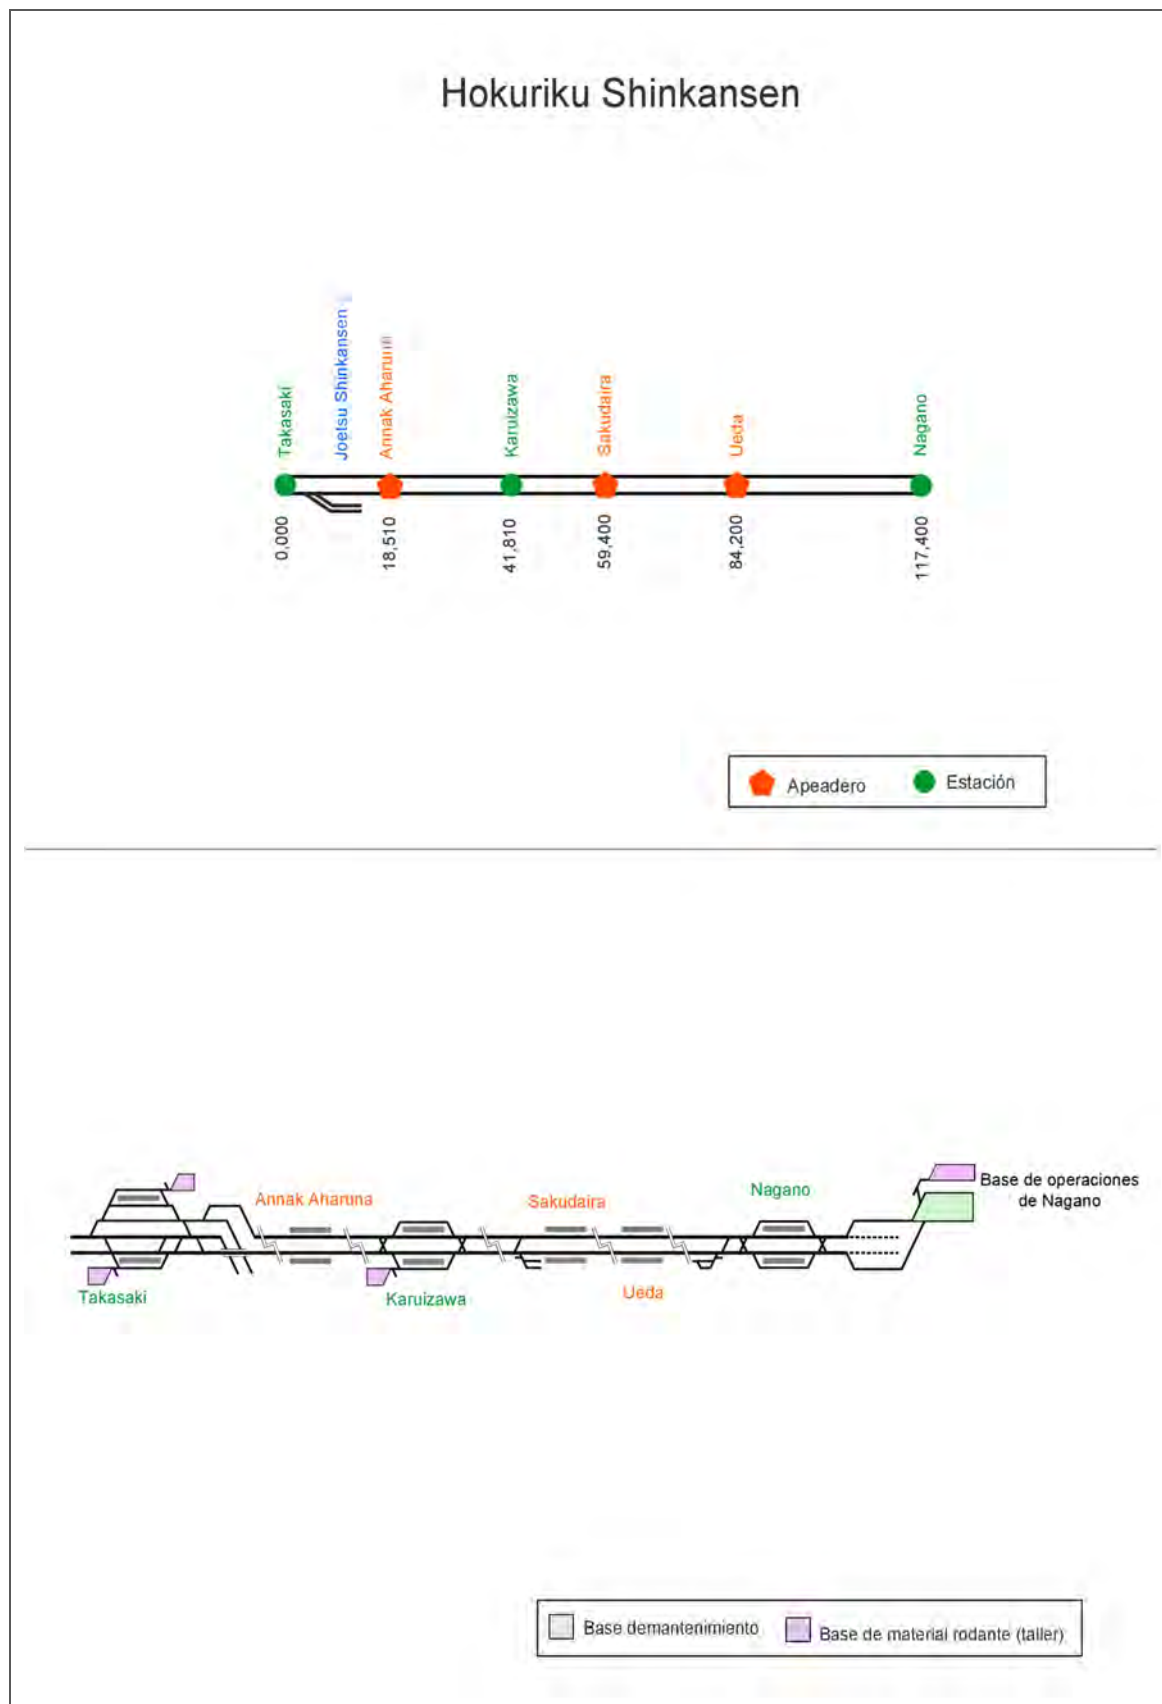 Hokuriku Shinkansen
Takasaki
Joetsu Shinkansen
Annak Aharuna
Karuizawa
Sakudaira
Ueda
Nagano
0,000
18,510
41,810
59,400
84,200
117,400
Apeadero
Estación
Annak Aharuna
Sakudaira
Nagano
Base de operaciones
de Nagano
Takasaki
Karuizawa
Ueda
Base demantenimiento
Base de material rodante (taller)